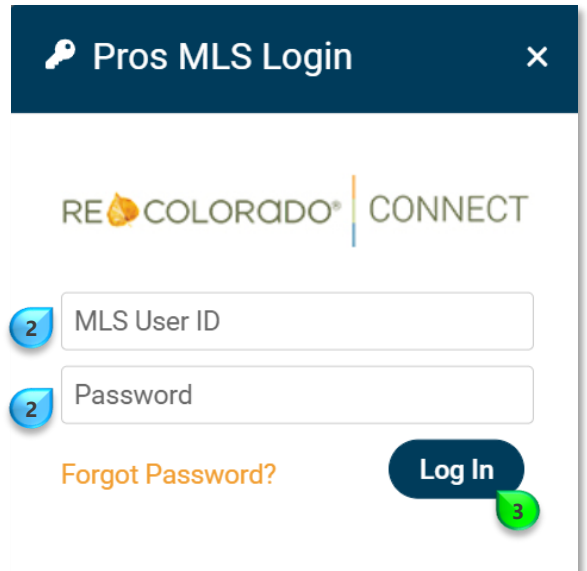 Pros MLS Login ×
RE COLORADO® CONNECT
2 MLS User ID
2 Password
Forgot Password? Log In
3